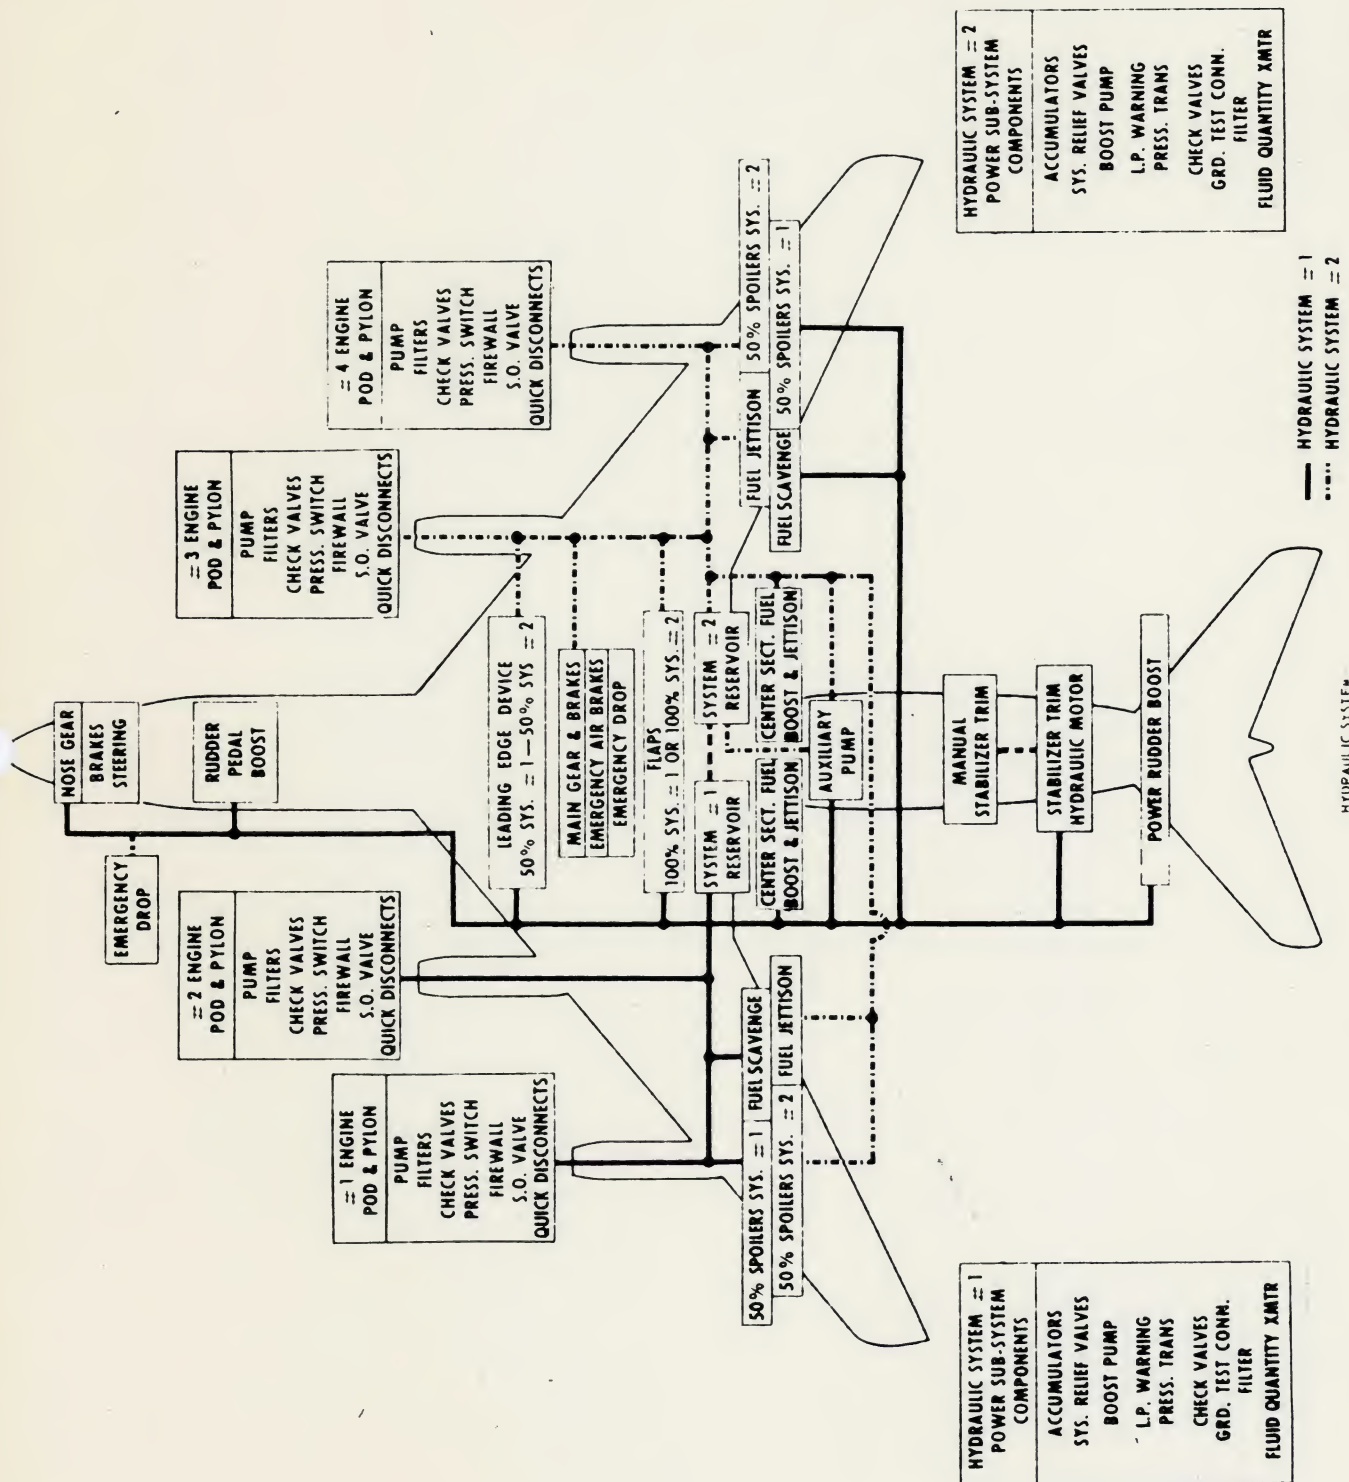 NOSE GEAR
BRAKES
STEERING
RUDDER
PEDAL
BOOST
EMERGENCY
DROP
= 1 ENGINE
POD & PYLON
PUMP
FILTERS
CHECK VALVES
PRESS. SWITCH
FIREWALL
S.O. VALVE
QUICK DISCONNECTS
= 2 ENGINE
POD & PYLON
PUMP
FILTERS
CHECK VALVES
PRESS. SWITCH
FIREWALL
S.O. VALVE
QUICK DISCONNECTS
= 3 ENGINE
POD & PYLON
PUMP
FILTERS
CHECK VALVES
PRESS. SWITCH
FIREWALL
S.O. VALVE
QUICK DISCONNECTS
= 4 ENGINE
POD & PYLON
PUMP
FILTERS
CHECK VALVES
PRESS. SWITCH
FIREWALL
S.O. VALVE
QUICK DISCONNECTS
LEADING EDGE DEVICE
50% SYS. = 1 — 50% SYS = 2
MAIN GEAR & BRAKES
EMERGENCY AIR BRAKES
EMERGENCY DROP
FLAPS
100% SYS. = 1 OR 100% SYS. = 2
SYSTEM = 1
RESERVOIR
SYSTEM = 2
RESERVOIR
CENTER SECT. FUEL
BOOST & JETTISON
CENTER SECT. FUEL
BOOST & JETTISON
AUXILIARY
PUMP
50% SPOILERS SYS. = 1
FUEL SCAVENGE
50% SPOILERS SYS. = 2
FUEL JETTISON
FUEL JETTISON
50% SPOILERS SYS. = 2
FUEL SCAVENGE
50% SPOILERS SYS. = 1
MANUAL
STABILIZER TRIM
STABILIZER TRIM
HYDRAULIC MOTOR
POWER RUDDER BOOST
HYDRAULIC SYSTEM = 1
POWER SUB-SYSTEM
COMPONENTS
ACCUMULATORS
SYS. RELIEF VALVES
BOOST PUMP
L.P. WARNING
PRESS. TRANS
CHECK VALVES
GRD. TEST CONN.
FILTER
FLUID QUANTITY XMTR
HYDRAULIC SYSTEM = 2
POWER SUB-SYSTEM
COMPONENTS
ACCUMULATORS
SYS. RELIEF VALVES
BOOST PUMP
L.P. WARNING
PRESS. TRANS
CHECK VALVES
GRD. TEST CONN.
FILTER
FLUID QUANTITY XMTR
HYDRAULIC SYSTEM = 1
HYDRAULIC SYSTEM = 2
HYDRAULIC SYSTEM